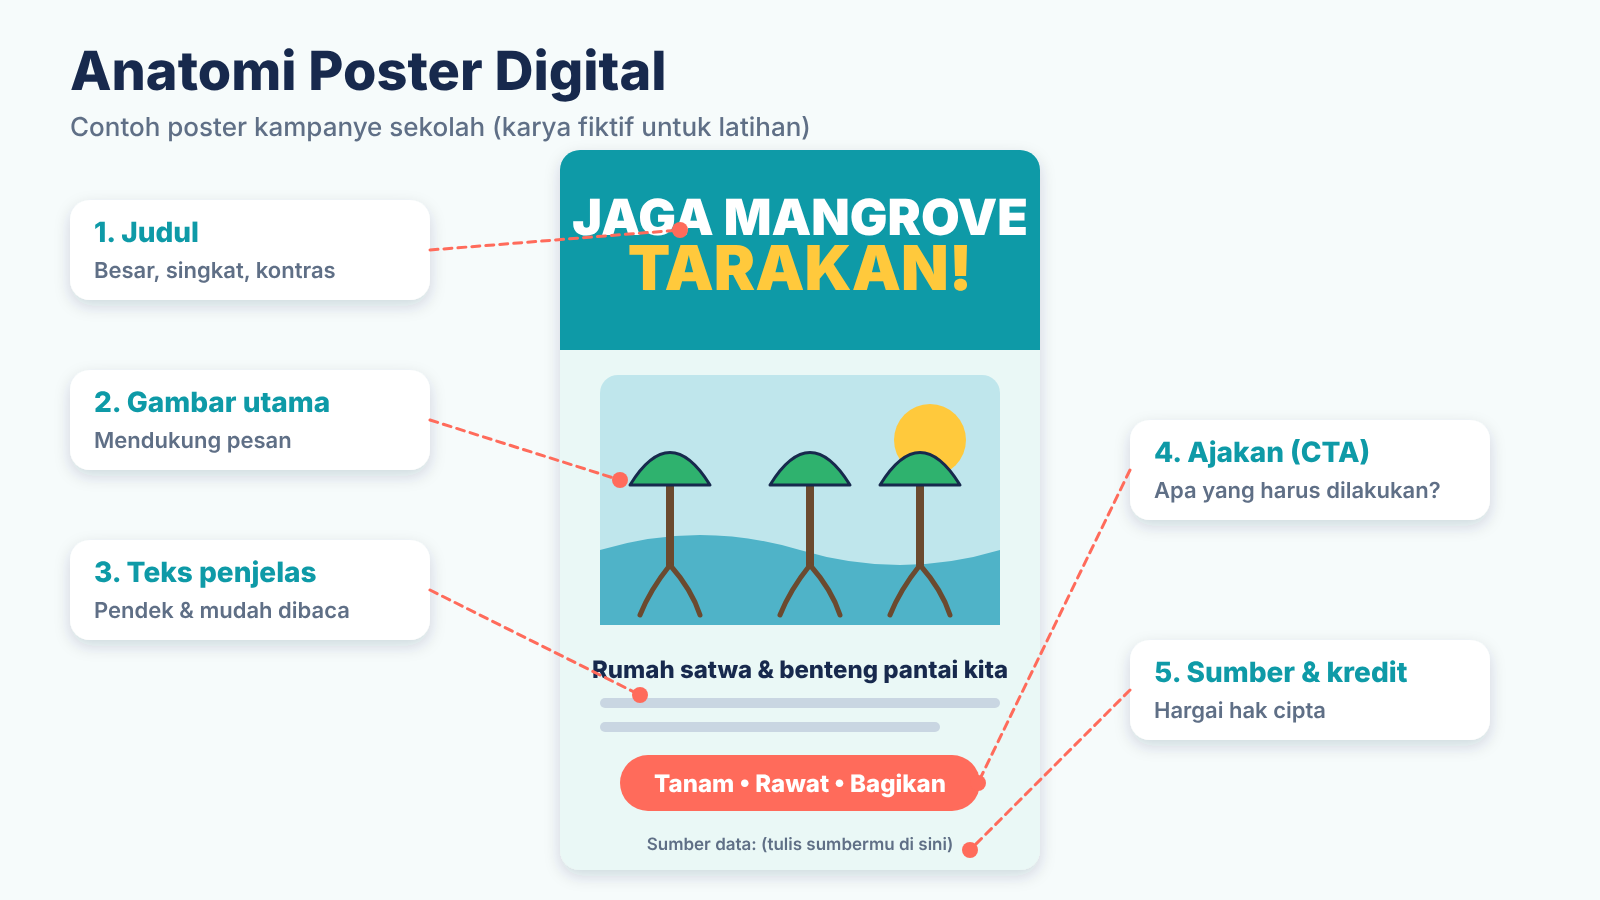 Anatomi Poster Digital
Contoh poster kampanye sekolah (karya fiktif untuk latihan)
1. Judul
Besar, singkat, kontras
2. Gambar utama
Mendukung pesan
3. Teks penjelas
Pendek & mudah dibaca
JAGA MANGROVE
TARAKAN!
Rumah satwa & benteng pantai kita
Tanam • Rawat • Bagikan
Sumber data: (tulis sumbermu di sini)
4. Ajakan (CTA)
Apa yang harus dilakukan?
5. Sumber & kredit
Hargai hak cipta